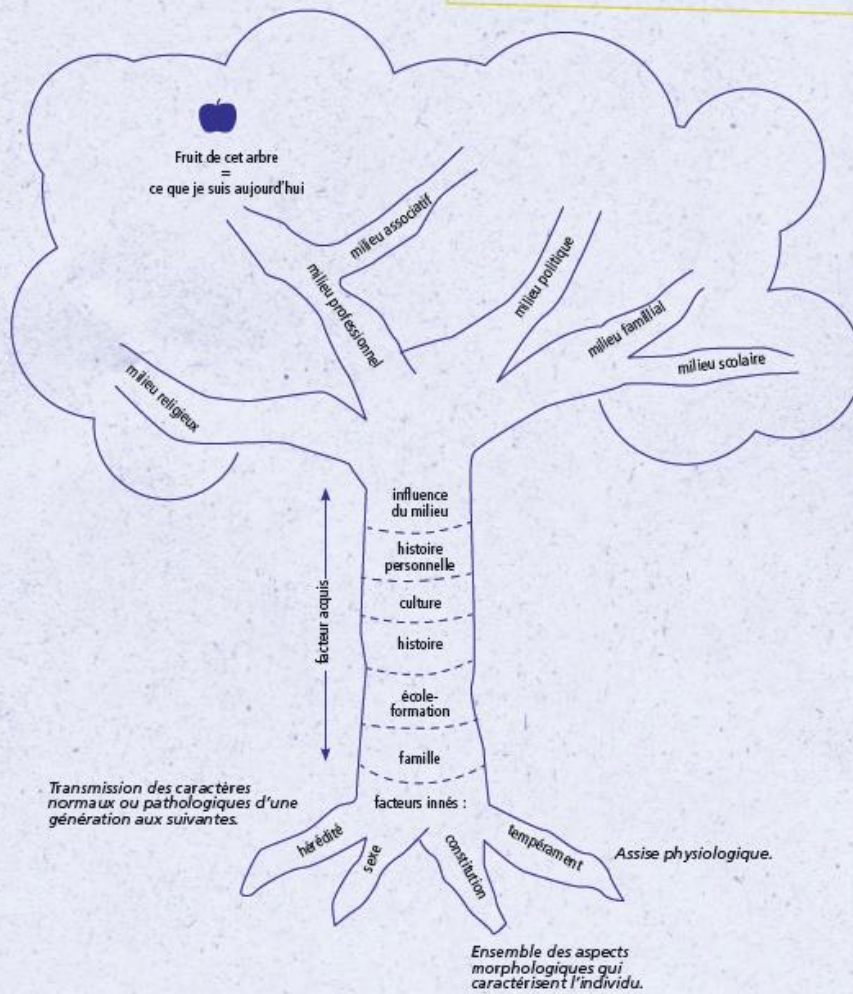 Fruit de cet arbre
=
ce que je suis aujourd'hui
milieu associatif
milieu professionnel
milieu politique
milieu familial
milieu scolaire
milieu religieux
influence
du milieu
histoire
personnelle
culture
histoire
école-
formation
famille
facteur acquis
Transmission des caractères
normaux ou pathologiques d'une
génération aux suivantes.
facteurs innés :
hérédité
sexe
constitution
tempérament
Assise physiologique.
Ensemble des aspects
morphologiques qui
caractérisent l'individu.